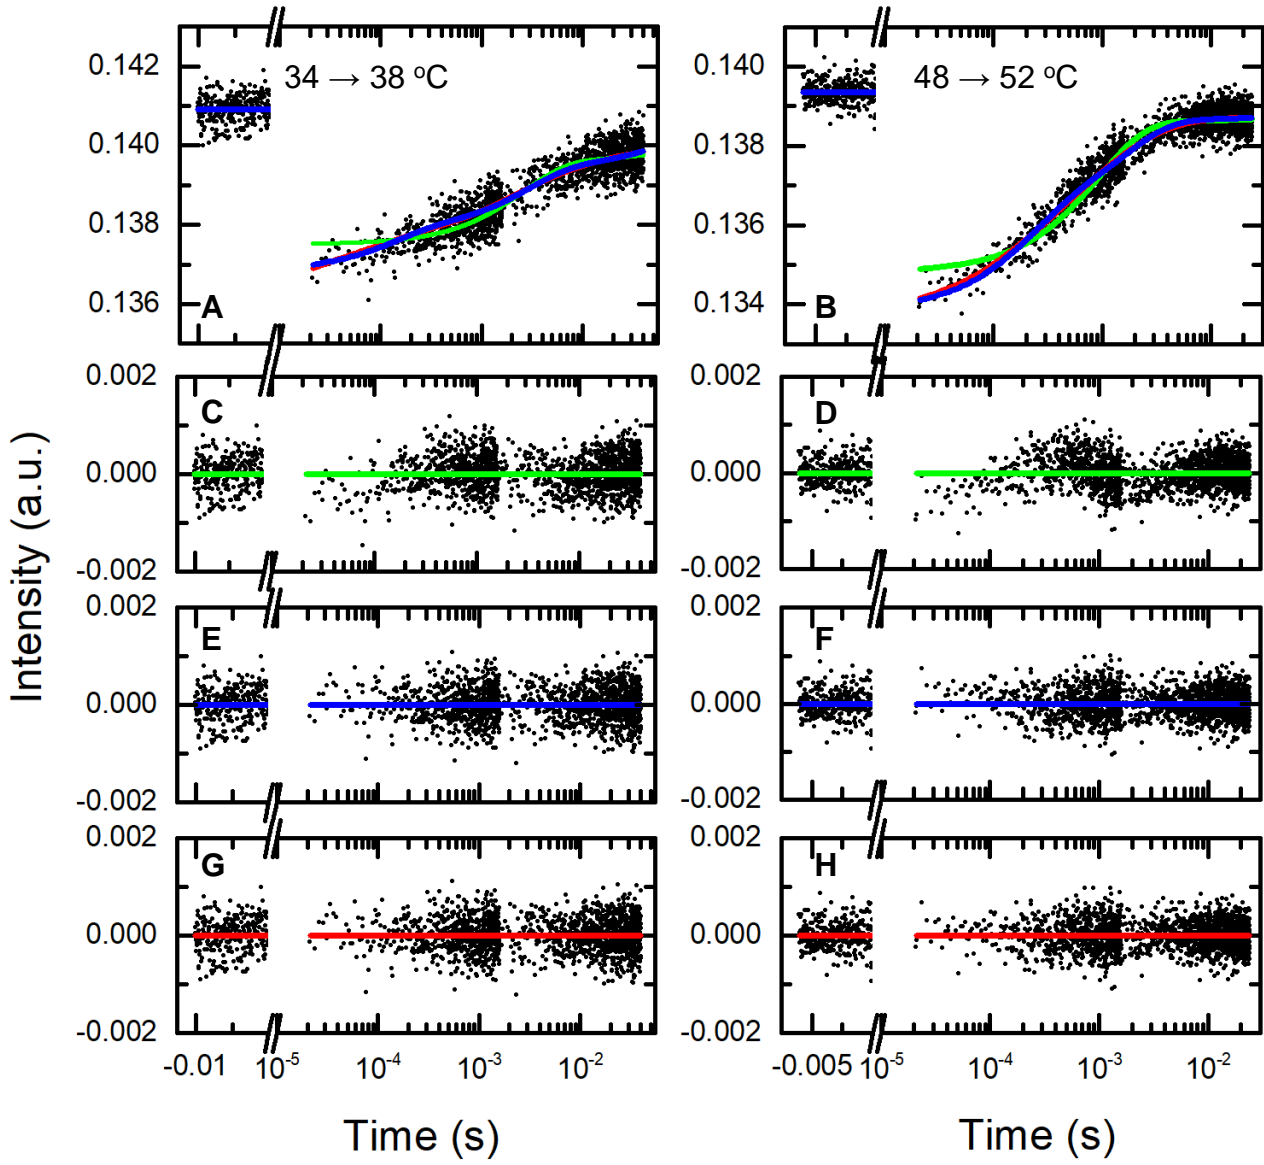 34 → 38 °C
48 → 52 °C
0.142
0.140
0.138
0.136
A
0.140
0.138
0.136
0.134
B
0.002
0.000
-0.002
C
0.002
0.000
-0.002
D
0.002
0.000
-0.002
E
0.002
0.000
-0.002
F
0.002
0.000
-0.002
G
0.002
0.000
-0.002
H
-0.01 10⁻⁵ 10⁻⁴ 10⁻³ 10⁻²
-0.005 10⁻⁵ 10⁻⁴ 10⁻³ 10⁻²
Intensity (a.u.)
Time (s)
Time (s)